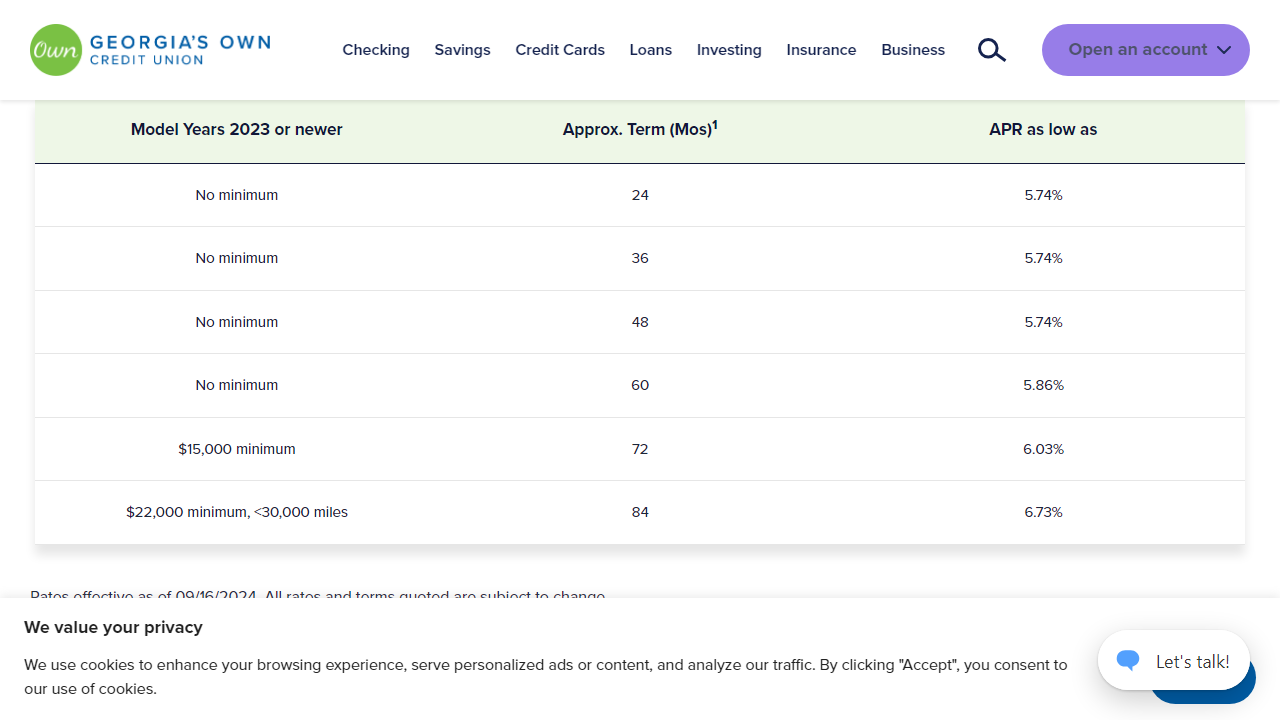 Own GEORGIA'S OWN
CREDIT UNION
Checking Savings Credit Cards Loans Investing Insurance Business Open an account
Model Years 2023 or newer Approx. Term (Mos)1 APR as low as
No minimum 24 5.74%
No minimum 36 5.74%
No minimum 48 5.74%
No minimum 60 5.86%
$15,000 minimum 72 6.03%
$22,000 minimum, <30,000 miles 84 6.73%
Rates effective as of 09/16/2024. All rates and terms quoted are subject to change.
We value your privacy
We use cookies to enhance your browsing experience, serve personalized ads or content, and analyze our traffic. By clicking "Accept", you consent to
our use of cookies.
Let's talk!